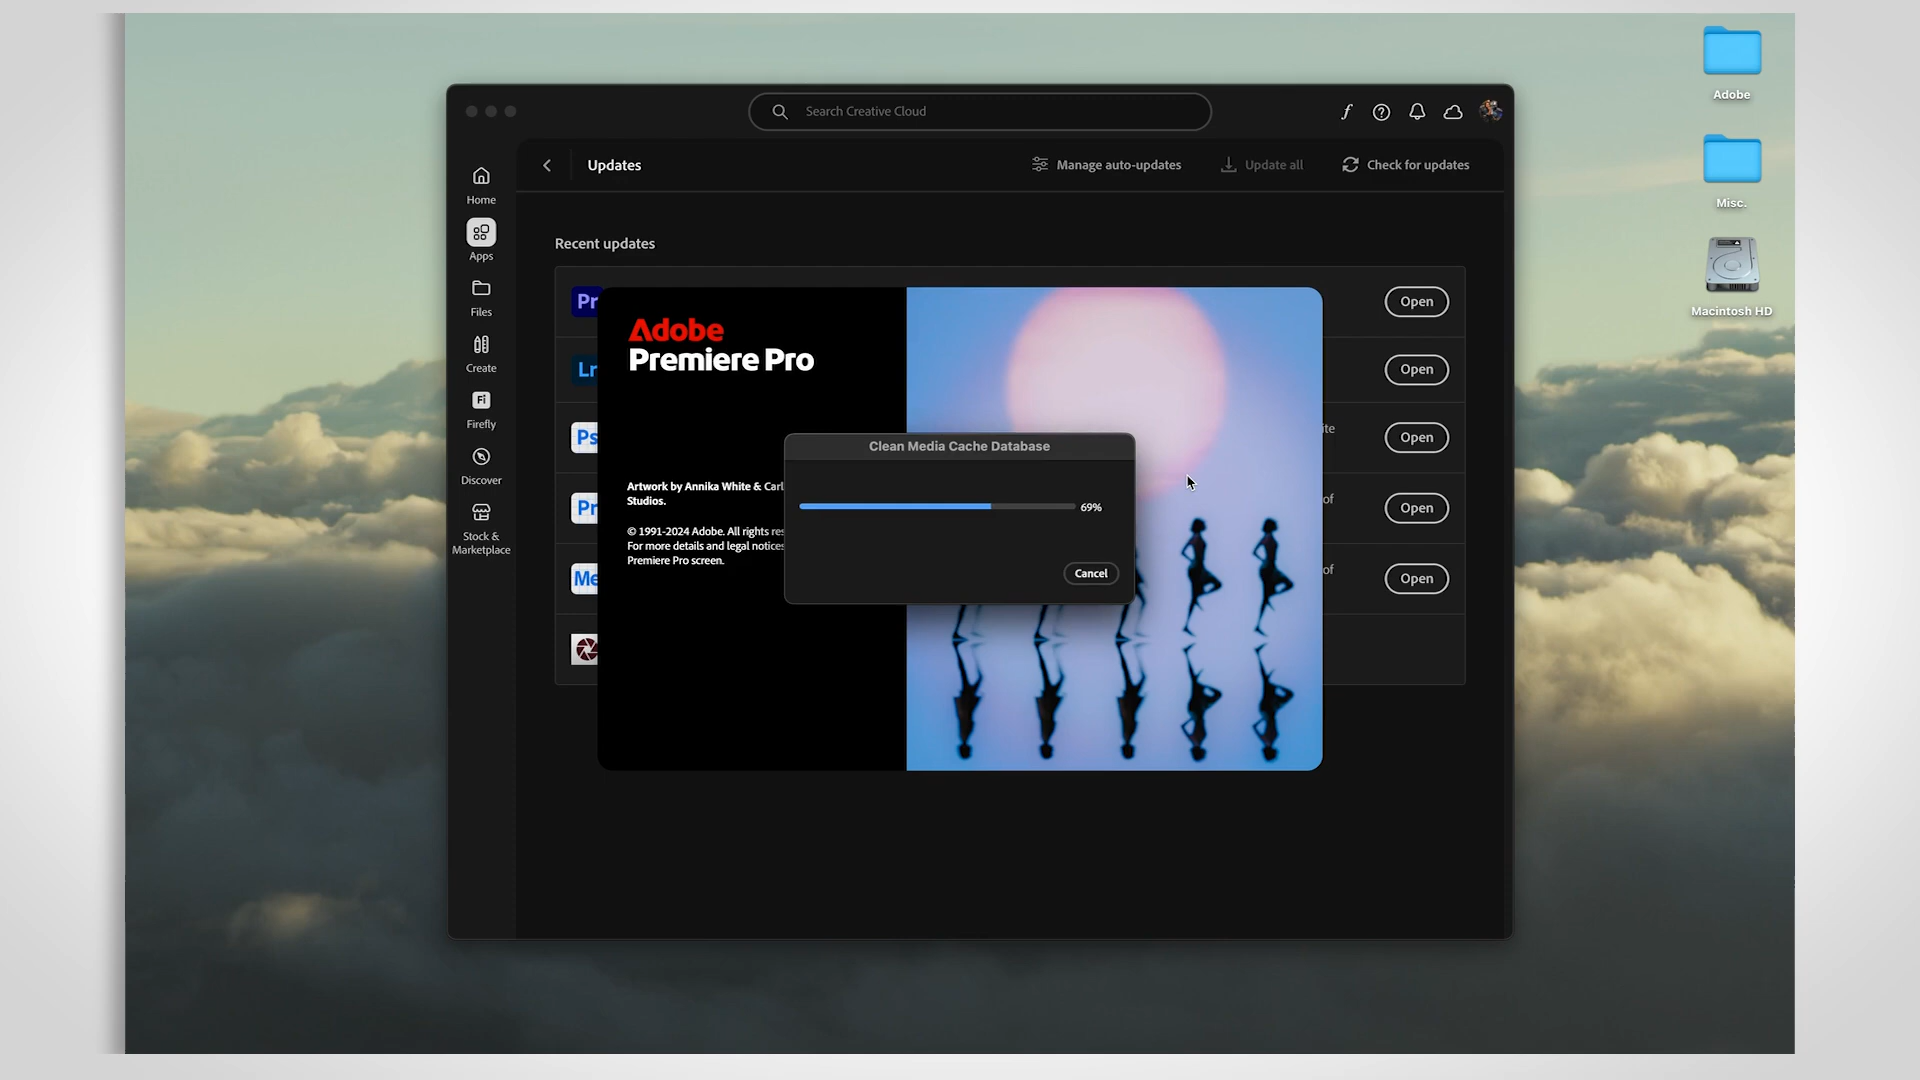 Search Creative Cloud
Updates
Manage auto-updates
Update all
Check for updates
Home
Apps
Files
Create
Fi
Firefly
Discover
Stock &
Marketplace
Recent updates
Pr
Open
Lr
Open
Ps
ite
Open
Pr
of
Open
Me
of
Open
Adobe
Premiere Pro
Artwork by Annika White & Carl
Studios.
© 1991-2024 Adobe. All rights res
For more details and legal notices
Premiere Pro screen.
Clean Media Cache Database
69%
Cancel
Adobe
Misc.
Macintosh HD